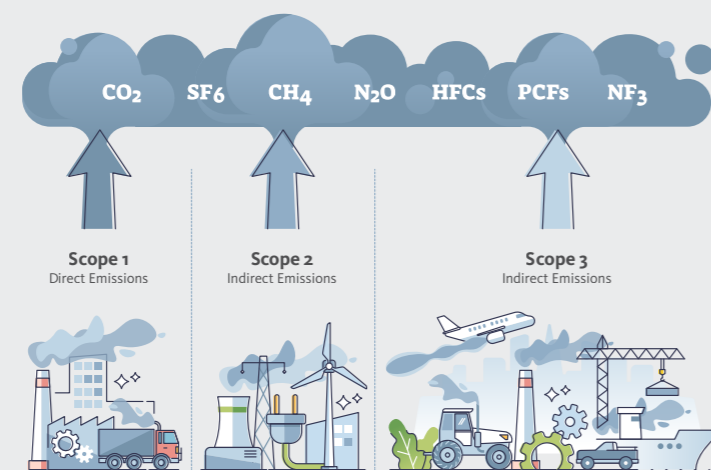 CO₂ SF6 CH₄ N₂O HFCs PCFs NF₃
Scope 1
Direct Emissions
Scope 2
Indirect Emissions
Scope 3
Indirect Emissions